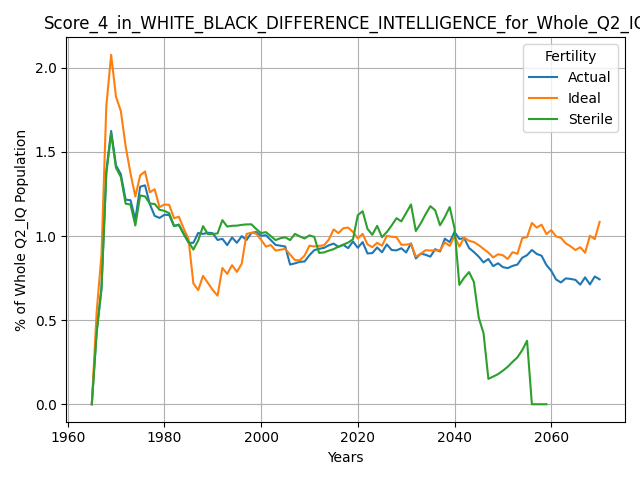 Score_4_in_WHITE_BLACK_DIFFERENCE_INTELLIGENCE_for_Whole_Q2_IQ
Fertility
Actual
Ideal
Sterile
% of Whole Q2_IQ Population
2.0
1.5
1.0
0.5
0.0
1960
1980
2000
2020
2040
2060
Years